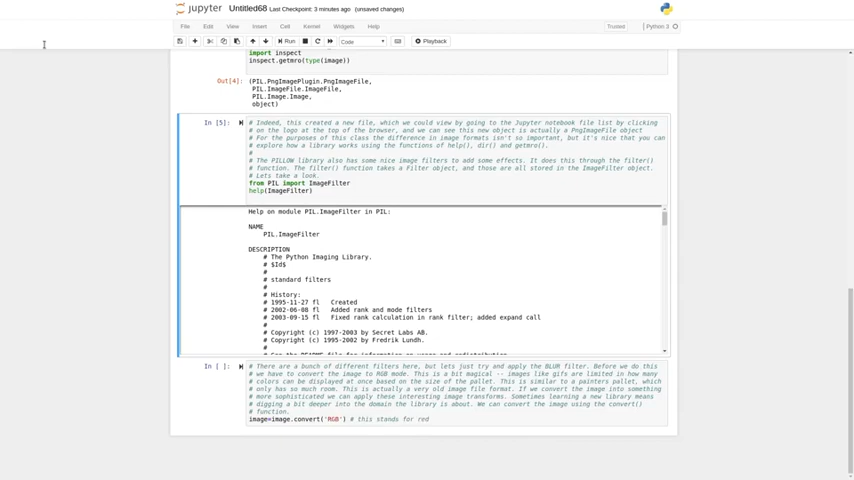 jupyter Untitled68 Last Checkpoint: 3 minutes ago (unsaved changes)
File Edit View Insert Cell Kernel Widgets Help Trusted Python 3
Run Code Playback
import inspect
inspect.getmro(type(image))
Out[4]: (PIL.PngImagePlugin.PngImageFile,
PIL.ImageFile.ImageFile,
PIL.Image.Image,
object)
In [5]: # Indeed, this created a new file, which we could view by going to the Jupyter notebook file list by clicking
# on the logo at the top of the browser, and we can see this new object is actually a PngImageFile object
# For the purposes of this class the difference in image formats isn't so important, but it's nice that you can
# explore how a library works using the functions of help(), dir() and getmro().
#
# The PILLOW library also has some nice image filters to add some effects. It does this through the filter()
# function. The filter() function takes a Filter object, and those are all stored in the ImageFilter object.
# Lets take a look.
from PIL import ImageFilter
help(ImageFilter)
Help on module PIL.ImageFilter in PIL:
NAME
PIL.ImageFilter
DESCRIPTION
# The Python Imaging Library.
# $Id$
#
# standard filters
#
# History:
# 1995-11-27 fl Created
# 2002-06-08 fl Added rank and mode filters
# 2003-09-15 fl Fixed rank calculation in rank filter; added expand call
#
# Copyright (c) 1997-2003 by Secret Labs AB.
# Copyright (c) 1995-2002 by Fredrik Lundh.
#
# See the README file for information on usage and redistribution.
In [ ]: # There are a bunch of different filters here, but lets just try and apply the BLUR filter. Before we do this
# we have to convert the image to RGB mode. This is a bit magical -- images like gifs are limited in how many
# colors can be displayed at once based on the size of the pallet. This is similar to a painters pallet, which
# only has so much room. This is actually a very old image file format. If we convert the image into something
# more sophisticated we can apply these interesting image transforms. Sometimes learning a new library means
# digging a bit deeper into the domain the library is about. We can convert the image using the convert()
# function.
image=image.convert('RGB') # this stands for red